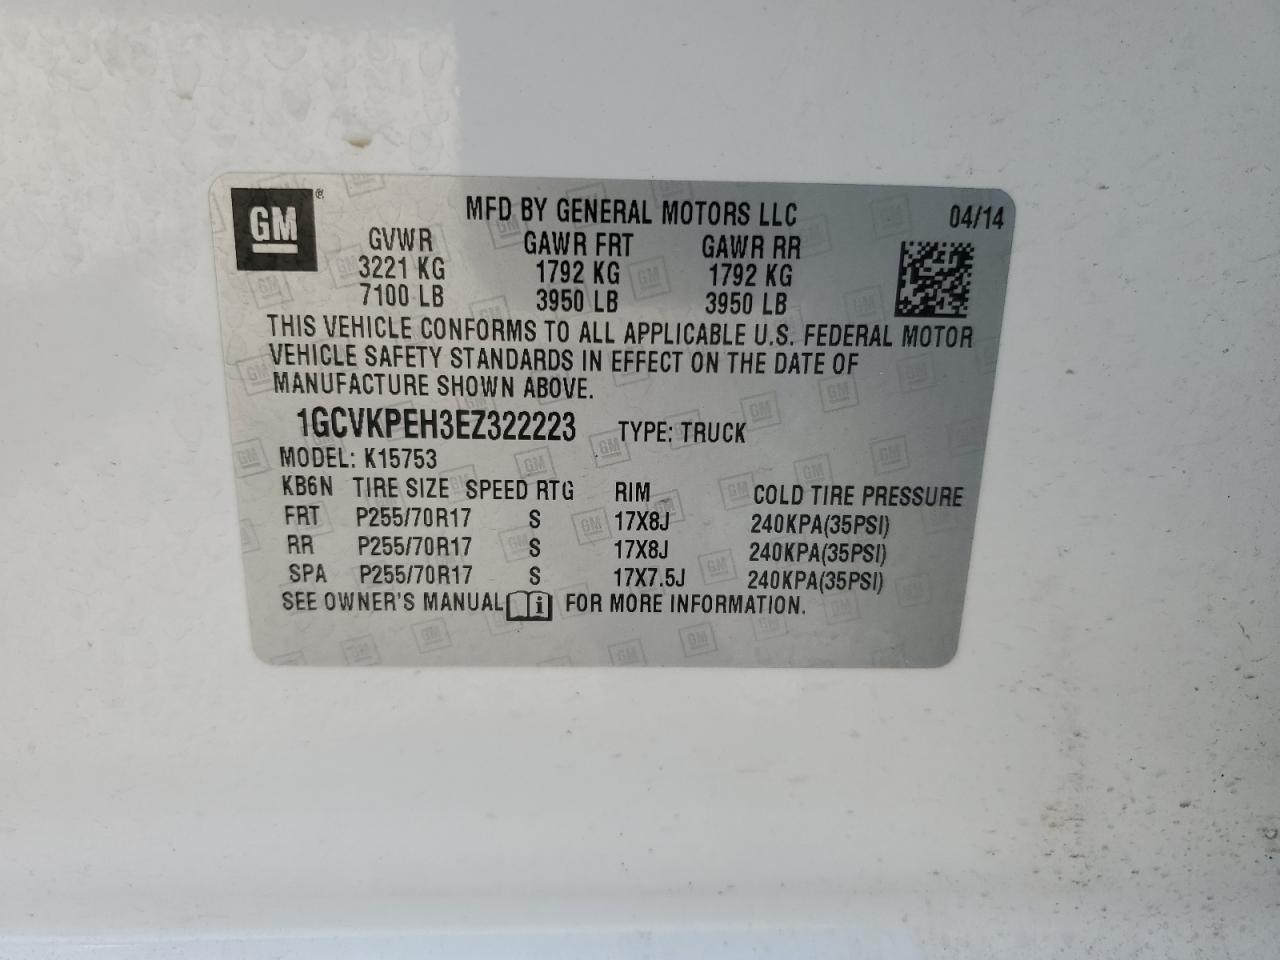 GM®
MFD BY GENERAL MOTORS LLC 04/14
GVWR GAWR FRT GAWR RR
3221 KG 1792 KG 1792 KG
7100 LB 3950 LB 3950 LB
THIS VEHICLE CONFORMS TO ALL APPLICABLE U.S. FEDERAL MOTOR
VEHICLE SAFETY STANDARDS IN EFFECT ON THE DATE OF
MANUFACTURE SHOWN ABOVE.
1GCVKPEH3EZ322223 TYPE: TRUCK
MODEL: K15753
KB6N TIRE SIZE SPEED RTG RIM COLD TIRE PRESSURE
FRT P255/70R17 S 17X8J 240KPA(35PSI)
RR P255/70R17 S 17X8J 240KPA(35PSI)
SPA P255/70R17 S 17X7.5J 240KPA(35PSI)
SEE OWNER'S MANUAL i FOR MORE INFORMATION.